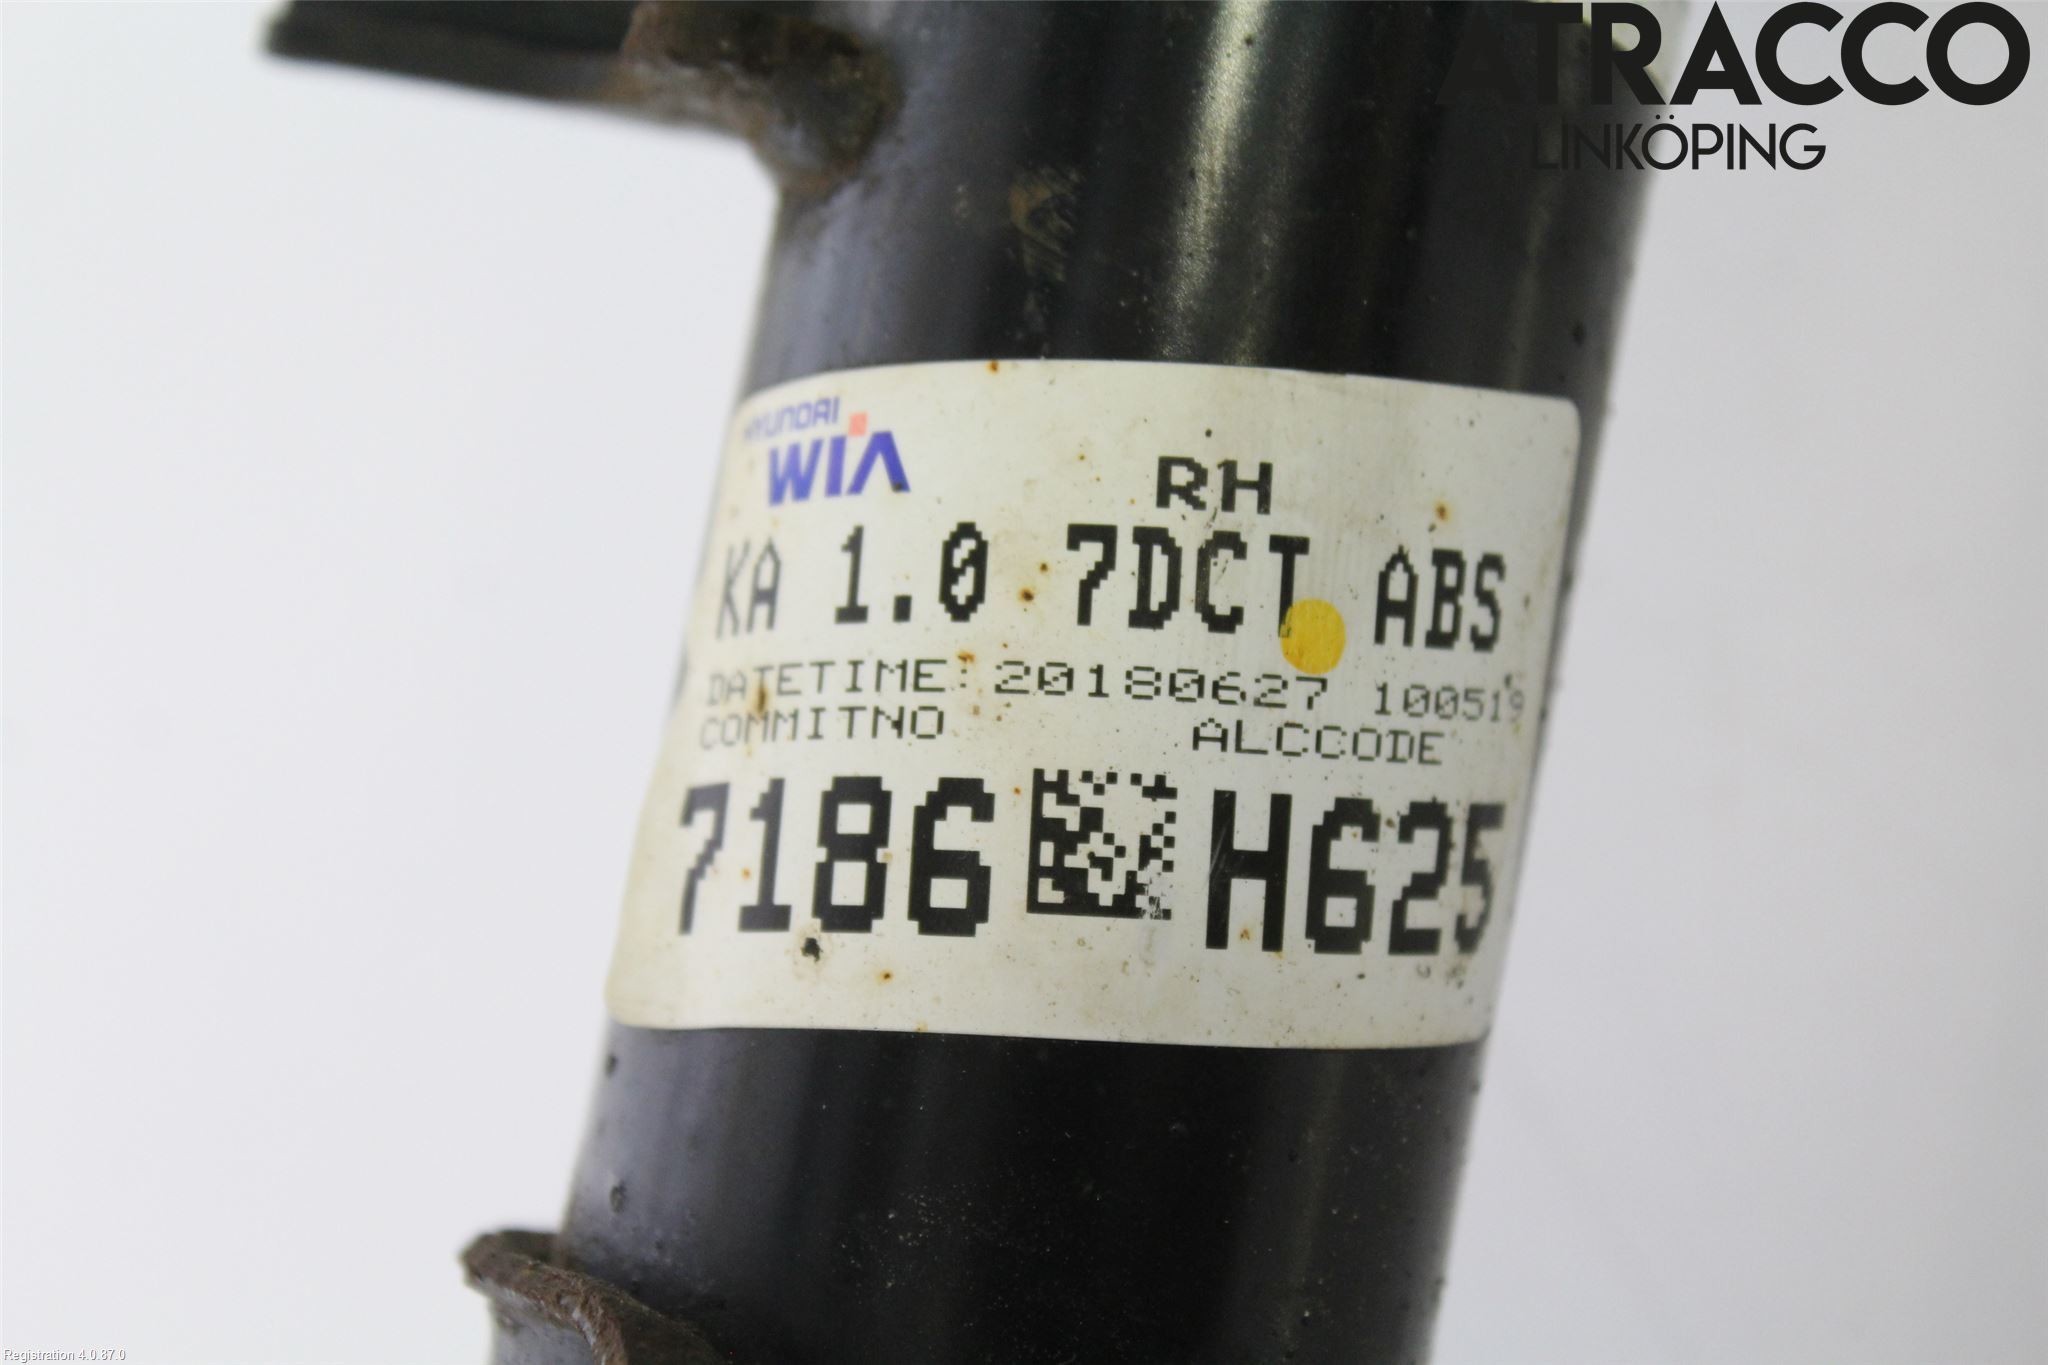 ATRACCO
LINKÖPING
HYUNDAI
WIA
RH
KA 1.0 7DCT ABS
DATETIME: 20180627 100519
COMMITNO ALCCODE
7186 H625
Registration 4.0.87.0